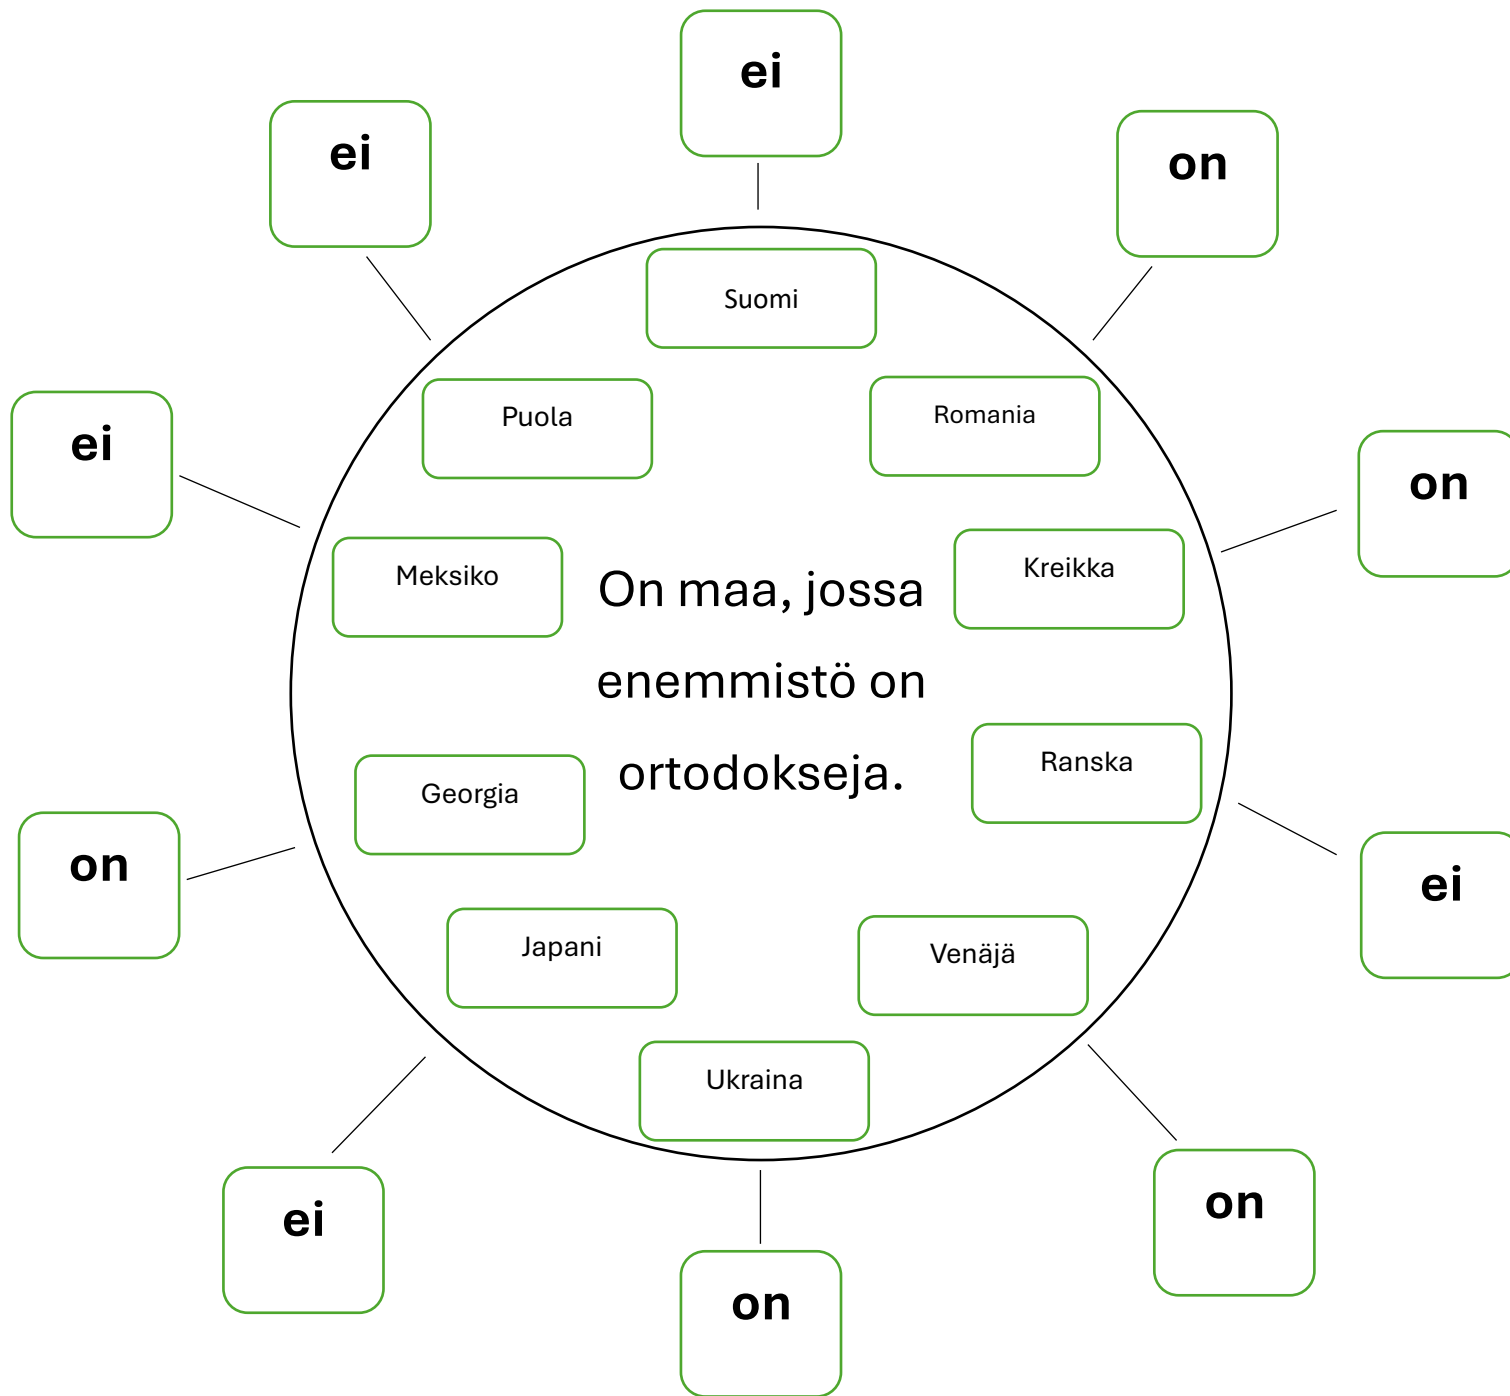 ei
ei
on
Suomi
Puola
Romania
ei
on
Meksiko
Kreikka
On maa, jossa
enemmistö on
ortodokseja.
Georgia
Ranska
on
ei
Japani
Venäjä
Ukraina
ei
on
on